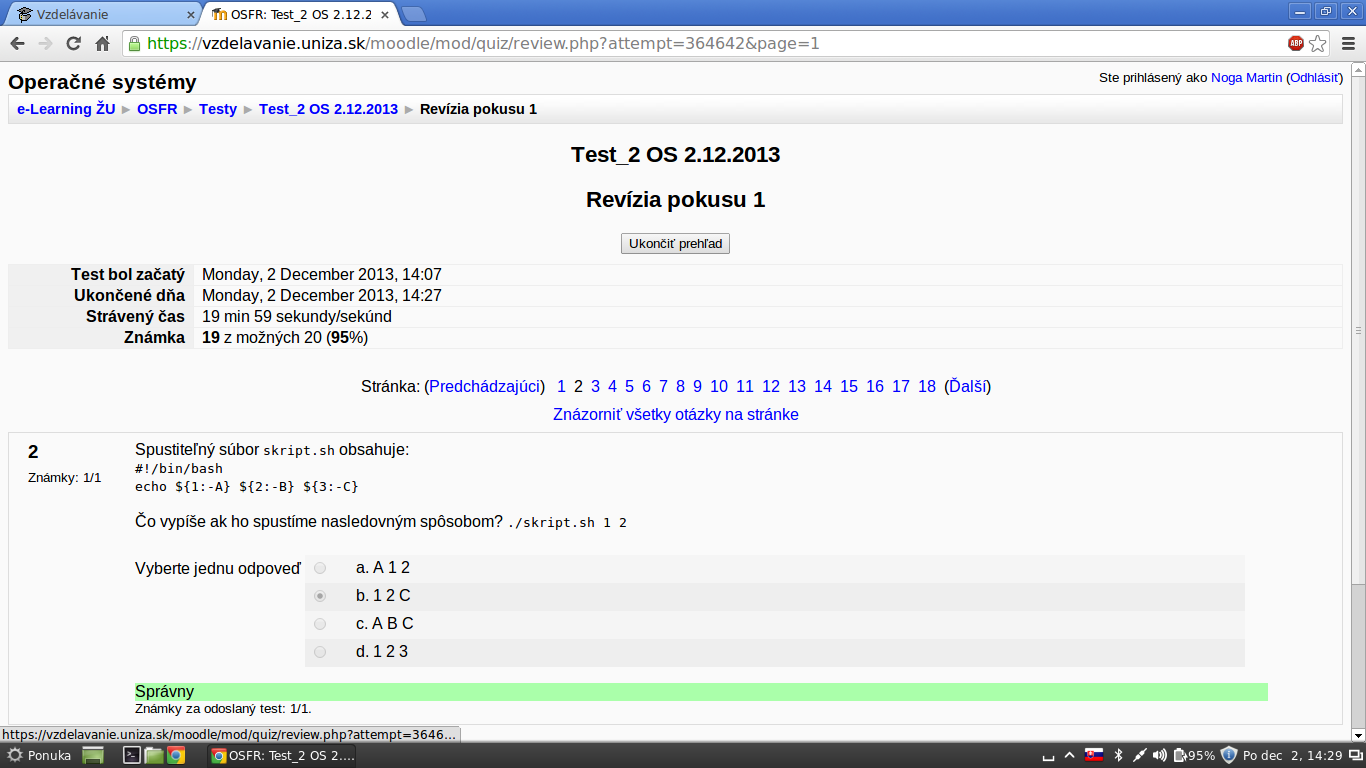 Vzdelávanie
OSFR: Test_2 OS 2.12.2
https://vzdelavanie.uniza.sk/moodle/mod/quiz/review.php?attempt=364642&page=1
ABP
Operačné systémy
Ste prihlásený ako Noga Martin (Odhlásiť)
e-Learning ŽU ► OSFR ► Testy ► Test_2 OS 2.12.2013 ► Revízia pokusu 1
Test_2 OS 2.12.2013
Revízia pokusu 1
Ukončiť prehľad
Test bol začatý Monday, 2 December 2013, 14:07
Ukončené dňa Monday, 2 December 2013, 14:27
Strávený čas 19 min 59 sekundy/sekúnd
Známka 19 z možných 20 (95%)
Stránka: (Predchádzajúci) 1 2 3 4 5 6 7 8 9 10 11 12 13 14 15 16 17 18 (Ďalší)
Znázorniť všetky otázky na stránke
2
Známky: 1/1
Spustiteľný súbor skript.sh obsahuje:
#!/bin/bash
echo ${1:-A} ${2:-B} ${3:-C}
Čo vypíše ak ho spustíme nasledovným spôsobom? ./skript.sh 1 2
Vyberte jednu odpoveď
a. A 1 2
b. 1 2 C
c. A B C
d. 1 2 3
Správny
Známky za odoslaný test: 1/1.
https://vzdelavanie.uniza.sk/moodle/mod/quiz/review.php?attempt=3646...
Ponuka
OSFR: Test_2 OS 2....
95%
Po dec 2, 14:29